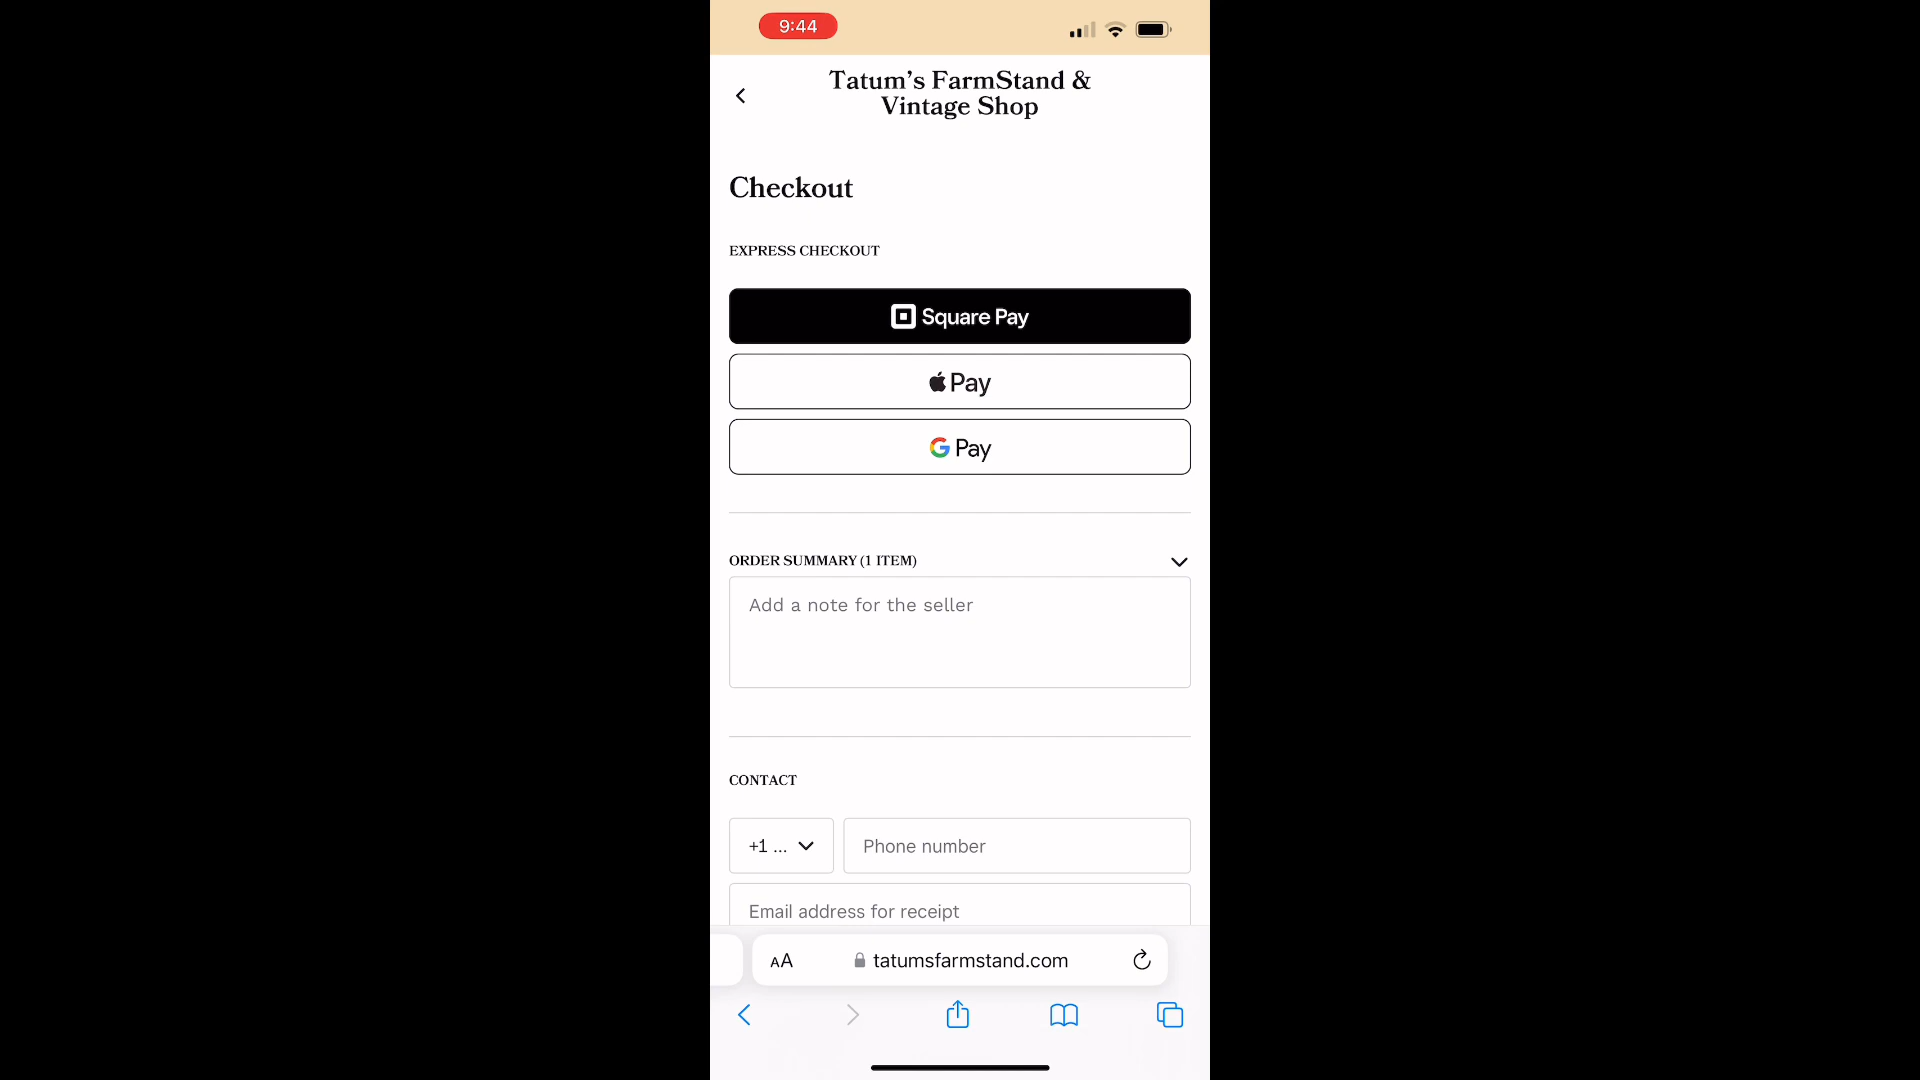 9:44
Tatum’s FarmStand &
Vintage Shop
Checkout
EXPRESS CHECKOUT
Square Pay
Pay
G Pay
ORDER SUMMARY (1 ITEM)
Add a note for the seller
CONTACT
+1 ...
Phone number
Email address for receipt
AA
tatumsfarmstand.com